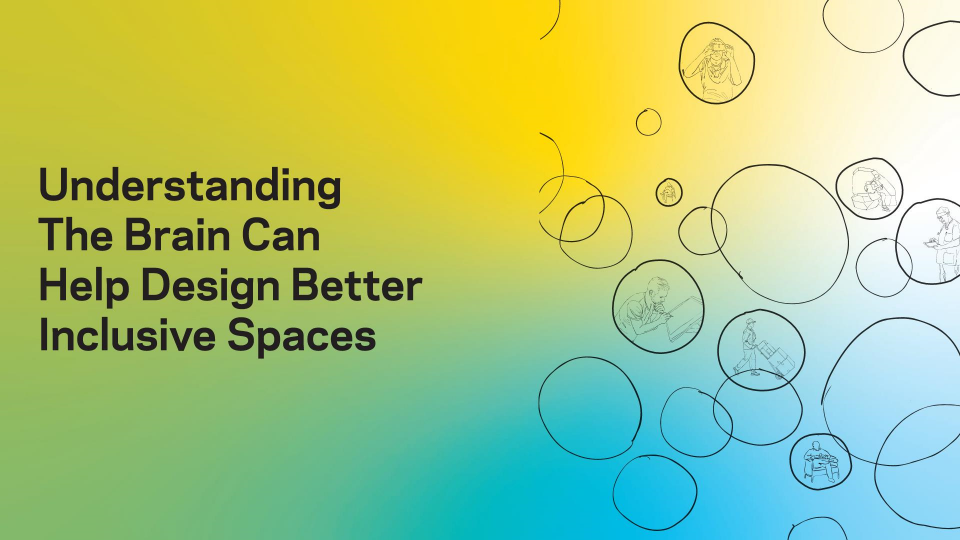 Understanding
The Brain Can
Help Design Better
Inclusive Spaces